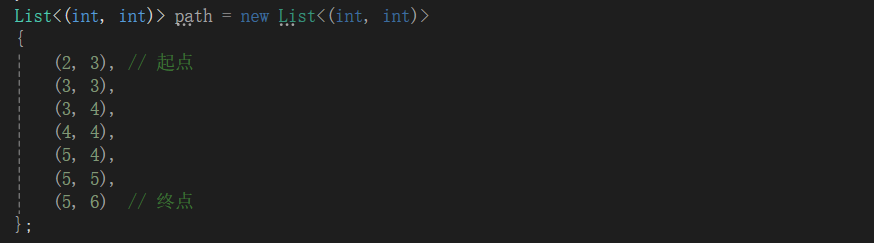 List<(int, int)> path = new List<(int, int)>
{
(2, 3), // 起点
(3, 3),
(3, 4),
(4, 4),
(5, 4),
(5, 5),
(5, 6) // 终点
};